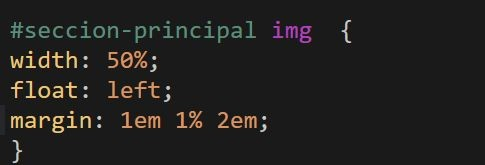 #seccion-principal img  {
width: 50%;
float: left;
margin: 1em 1% 2em;
}